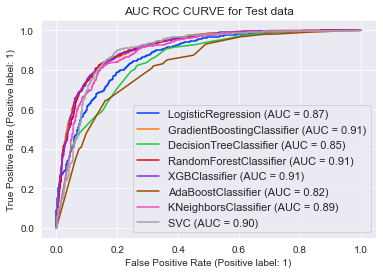 AUC ROC CURVE for Test data
True Positive Rate (Positive label: 1)
1.0
0.8
0.6
0.4
0.2
0.0
LogisticRegression (AUC = 0.87)
GradientBoostingClassifier (AUC = 0.91)
DecisionTreeClassifier (AUC = 0.85)
RandomForestClassifier (AUC = 0.91)
XGBClassifier (AUC = 0.91)
AdaBoostClassifier (AUC = 0.82)
KNeighborsClassifier (AUC = 0.89)
SVC (AUC = 0.90)
0.0 0.2 0.4 0.6 0.8 1.0
False Positive Rate (Positive label: 1)